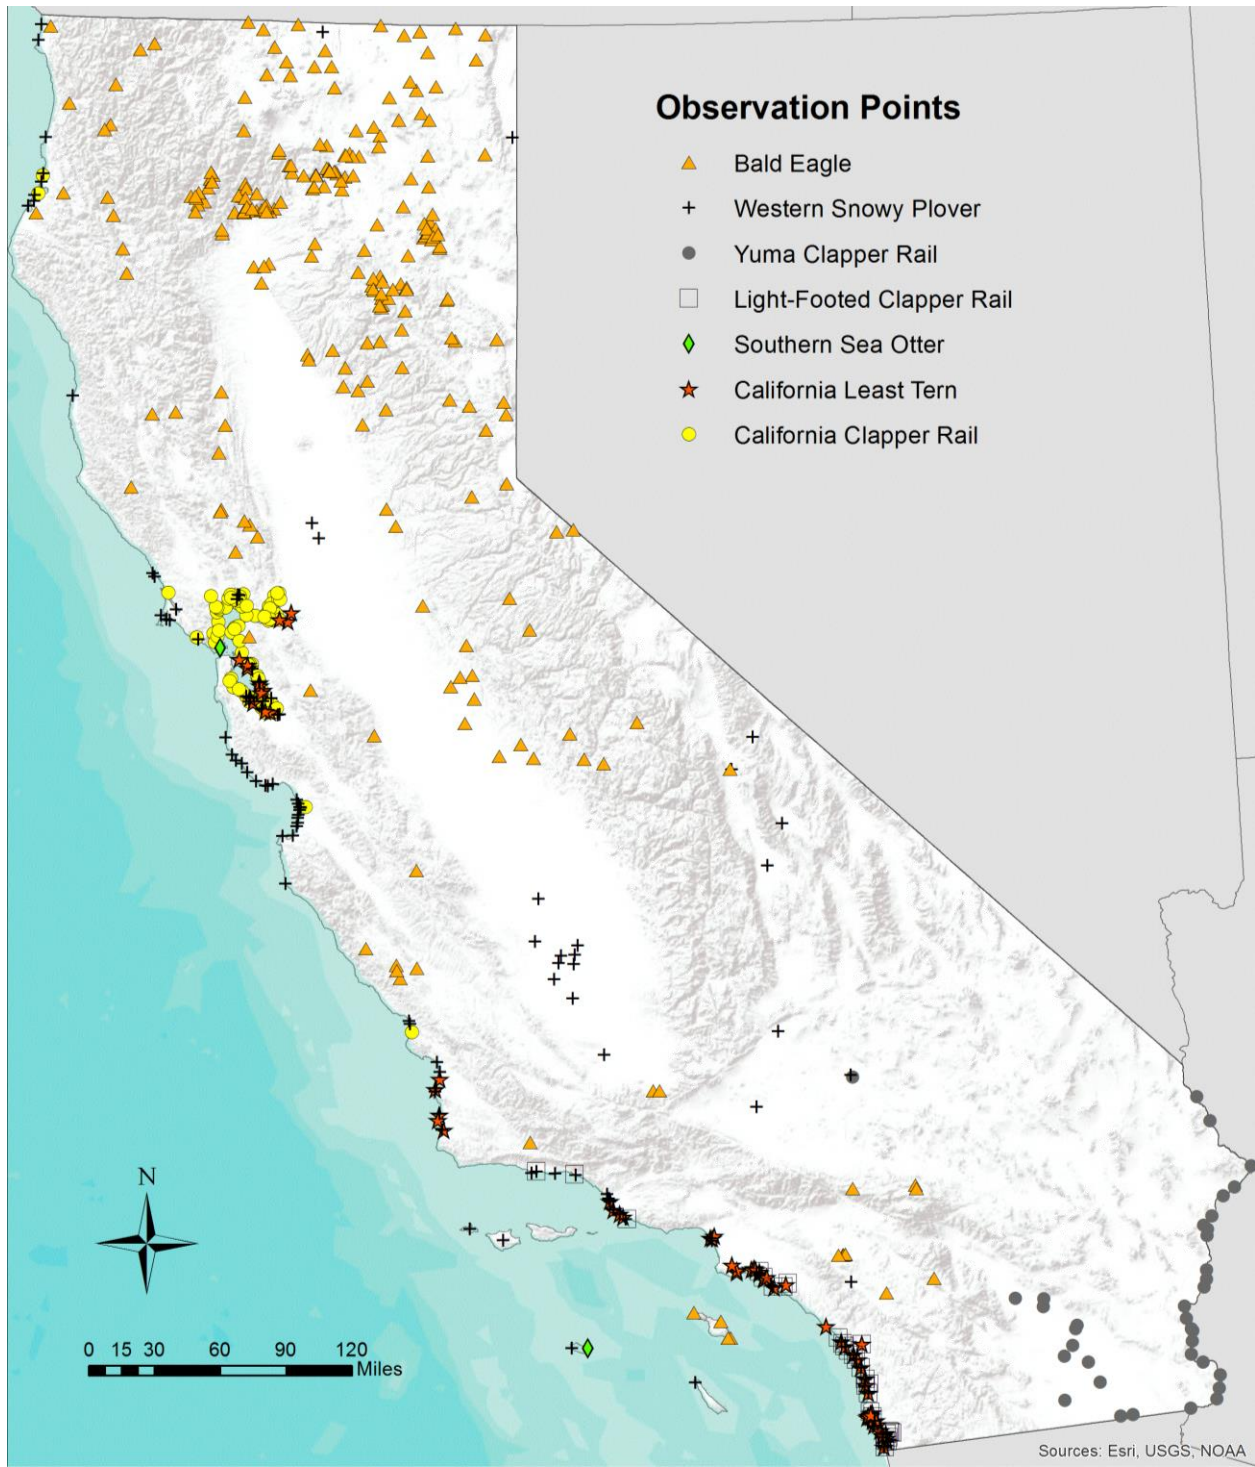 Observation Points
Bald Eagle
Western Snowy Plover
Yuma Clapper Rail
Light-Footed Clapper Rail
Southern Sea Otter
California Least Tern
California Clapper Rail
N
0 15 30 60 90 120
Miles
Sources: Esri, USGS, NOAA